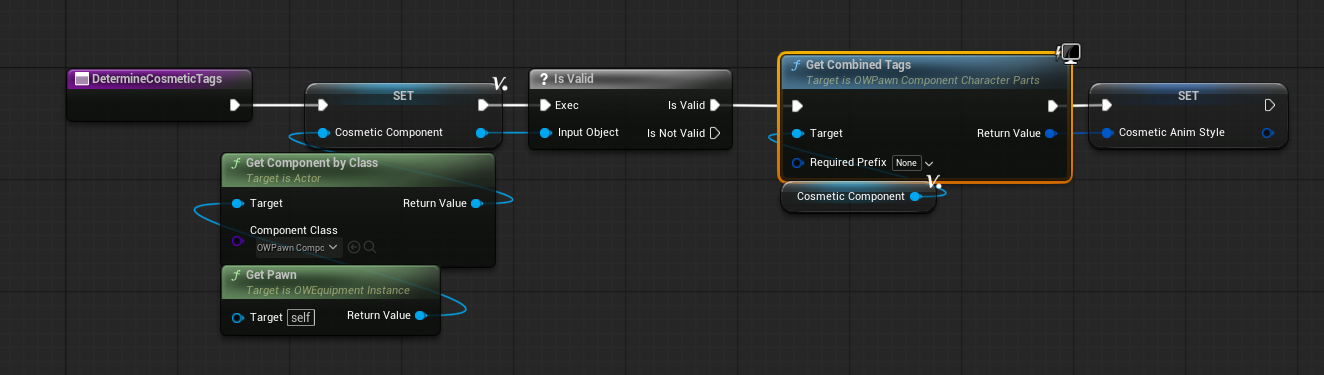 DetermineCosmeticTags
SET
Cosmetic Component
? Is Valid
Exec
Is Valid
Input Object
Is Not Valid
f Get Combined Tags
Target is OWPawn Component Character Parts
Target
Return Value
Required Prefix None
Cosmetic Component
SET
Cosmetic Anim Style
f Get Component by Class
Target is Actor
Target
Return Value
Component Class
OWPawn Compc
f Get Pawn
Target is OWEquipment Instance
Target self
Return Value
V.
V.